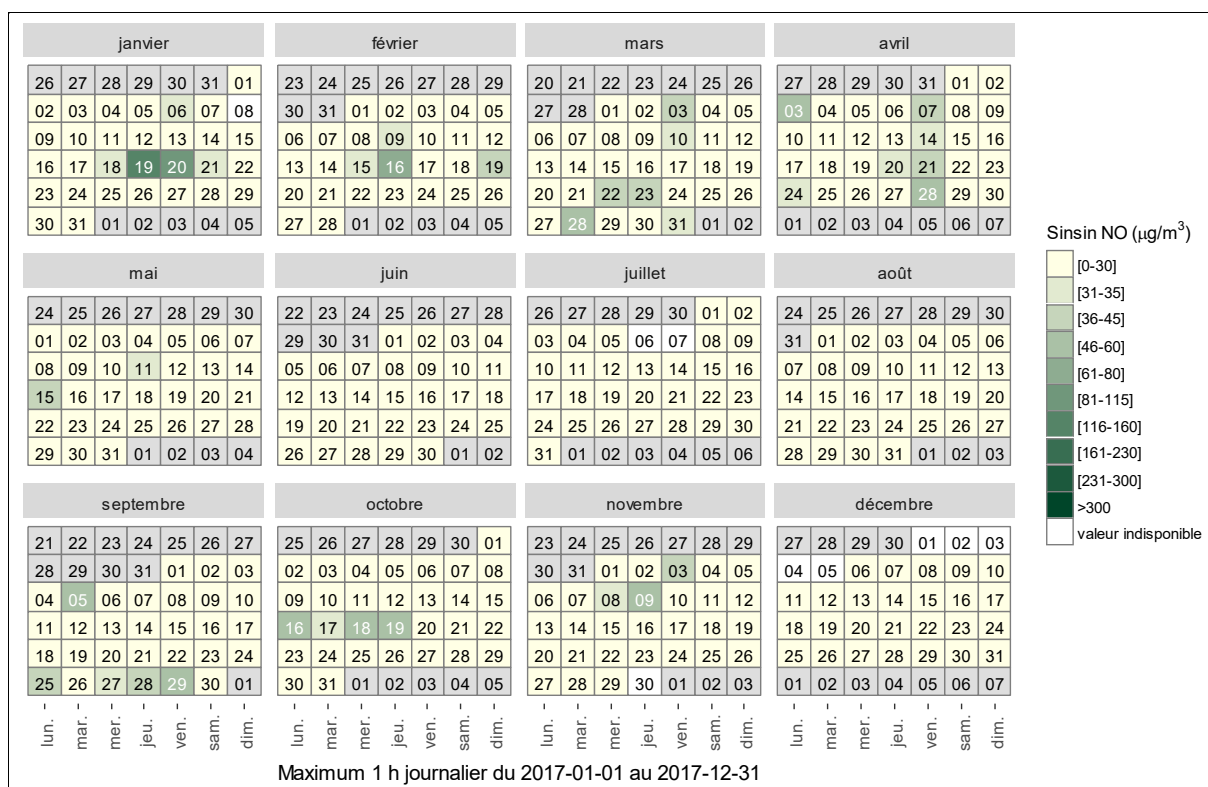 janvier février mars avril
26 27 28 29 30 31 01 23 24 25 26 27 28 29 20 21 22 23 24 25 26 27 28 29 30 31 01 02
02 03 04 05 06 07 08 30 31 01 02 03 04 05 27 28 01 02 03 04 05 03 04 05 06 07 08 09
09 10 11 12 13 14 15 06 07 08 09 10 11 12 06 07 08 09 10 11 12 10 11 12 13 14 15 16
16 17 18 19 20 21 22 13 14 15 16 17 18 19 13 14 15 16 17 18 19 17 18 19 20 21 22 23
23 24 25 26 27 28 29 20 21 22 23 24 25 26 20 21 22 23 24 25 26 24 25 26 27 28 29 30
30 31 01 02 03 04 05 27 28 01 02 03 04 05 27 28 29 30 31 01 02 01 02 03 04 05 06 07
mai juin juillet août
24 25 26 27 28 29 30 22 23 24 25 26 27 28 26 27 28 29 30 01 02 24 25 26 27 28 29 30
01 02 03 04 05 06 07 29 30 31 01 02 03 04 03 04 05 06 07 08 09 31 01 02 03 04 05 06
08 09 10 11 12 13 14 05 06 07 08 09 10 11 10 11 12 13 14 15 16 07 08 09 10 11 12 13
15 16 17 18 19 20 21 12 13 14 15 16 17 18 17 18 19 20 21 22 23 14 15 16 17 18 19 20
22 23 24 25 26 27 28 19 20 21 22 23 24 25 24 25 26 27 28 29 30 21 22 23 24 25 26 27
29 30 31 01 02 03 04 26 27 28 29 30 01 02 31 01 02 03 04 05 06 28 29 30 31 01 02 03
septembre octobre novembre décembre
21 22 23 24 25 26 27 25 26 27 28 29 30 01 23 24 25 26 27 28 29 27 28 29 30 01 02 03
28 29 30 31 01 02 03 02 03 04 05 06 07 08 30 31 01 02 03 04 05 04 05 06 07 08 09 10
04 05 06 07 08 09 10 09 10 11 12 13 14 15 06 07 08 09 10 11 12 11 12 13 14 15 16 17
11 12 13 14 15 16 17 16 17 18 19 20 21 22 13 14 15 16 17 18 19 18 19 20 21 22 23 24
18 19 20 21 22 23 24 23 24 25 26 27 28 29 20 21 22 23 24 25 26 25 26 27 28 29 30 31
25 26 27 28 29 30 01 30 31 01 02 03 04 05 27 28 29 30 01 02 03 01 02 03 04 05 06 07
lun. mar. mer. jeu. ven. sam. dim. lun. mar. mer. jeu. ven. sam. dim. lun. mar. mer. jeu. ven. sam. dim. lun. mar. mer. jeu. ven. sam. dim.
Maximum 1 h journalier du 2017-01-01 au 2017-12-31
Sinsin NO (μg/m³)
[0-30]
[31-35]
[36-45]
[46-60]
[61-80]
[81-115]
[116-160]
[161-230]
[231-300]
>300
valeur indisponible